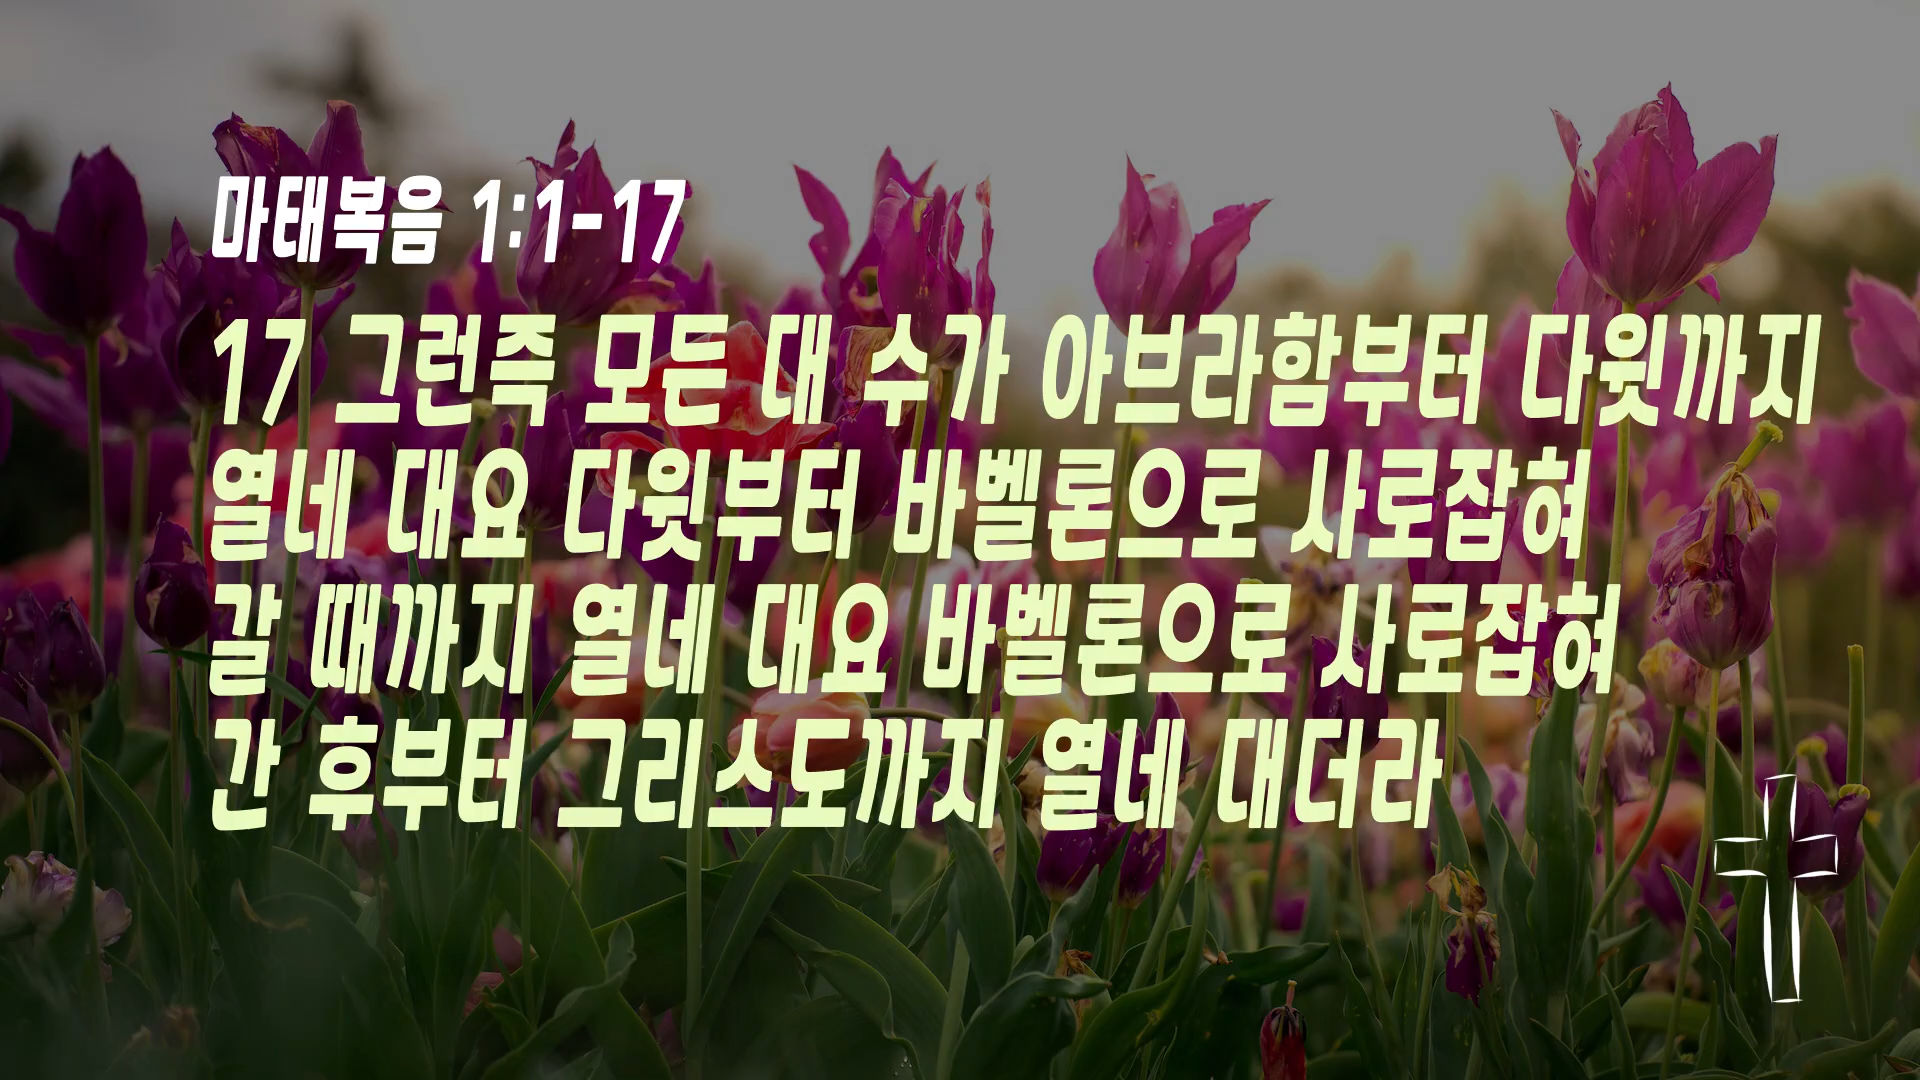 마태복음 1:1-17
17 그런즉 모든 대 수가 아브라함부터 다윗까지
열네 대요 다윗부터 바벨론으로 사로잡혀
갈 때까지 열네 대요 바벨론으로 사로잡혀
간 후부터 그리스도까지 열네 대더라